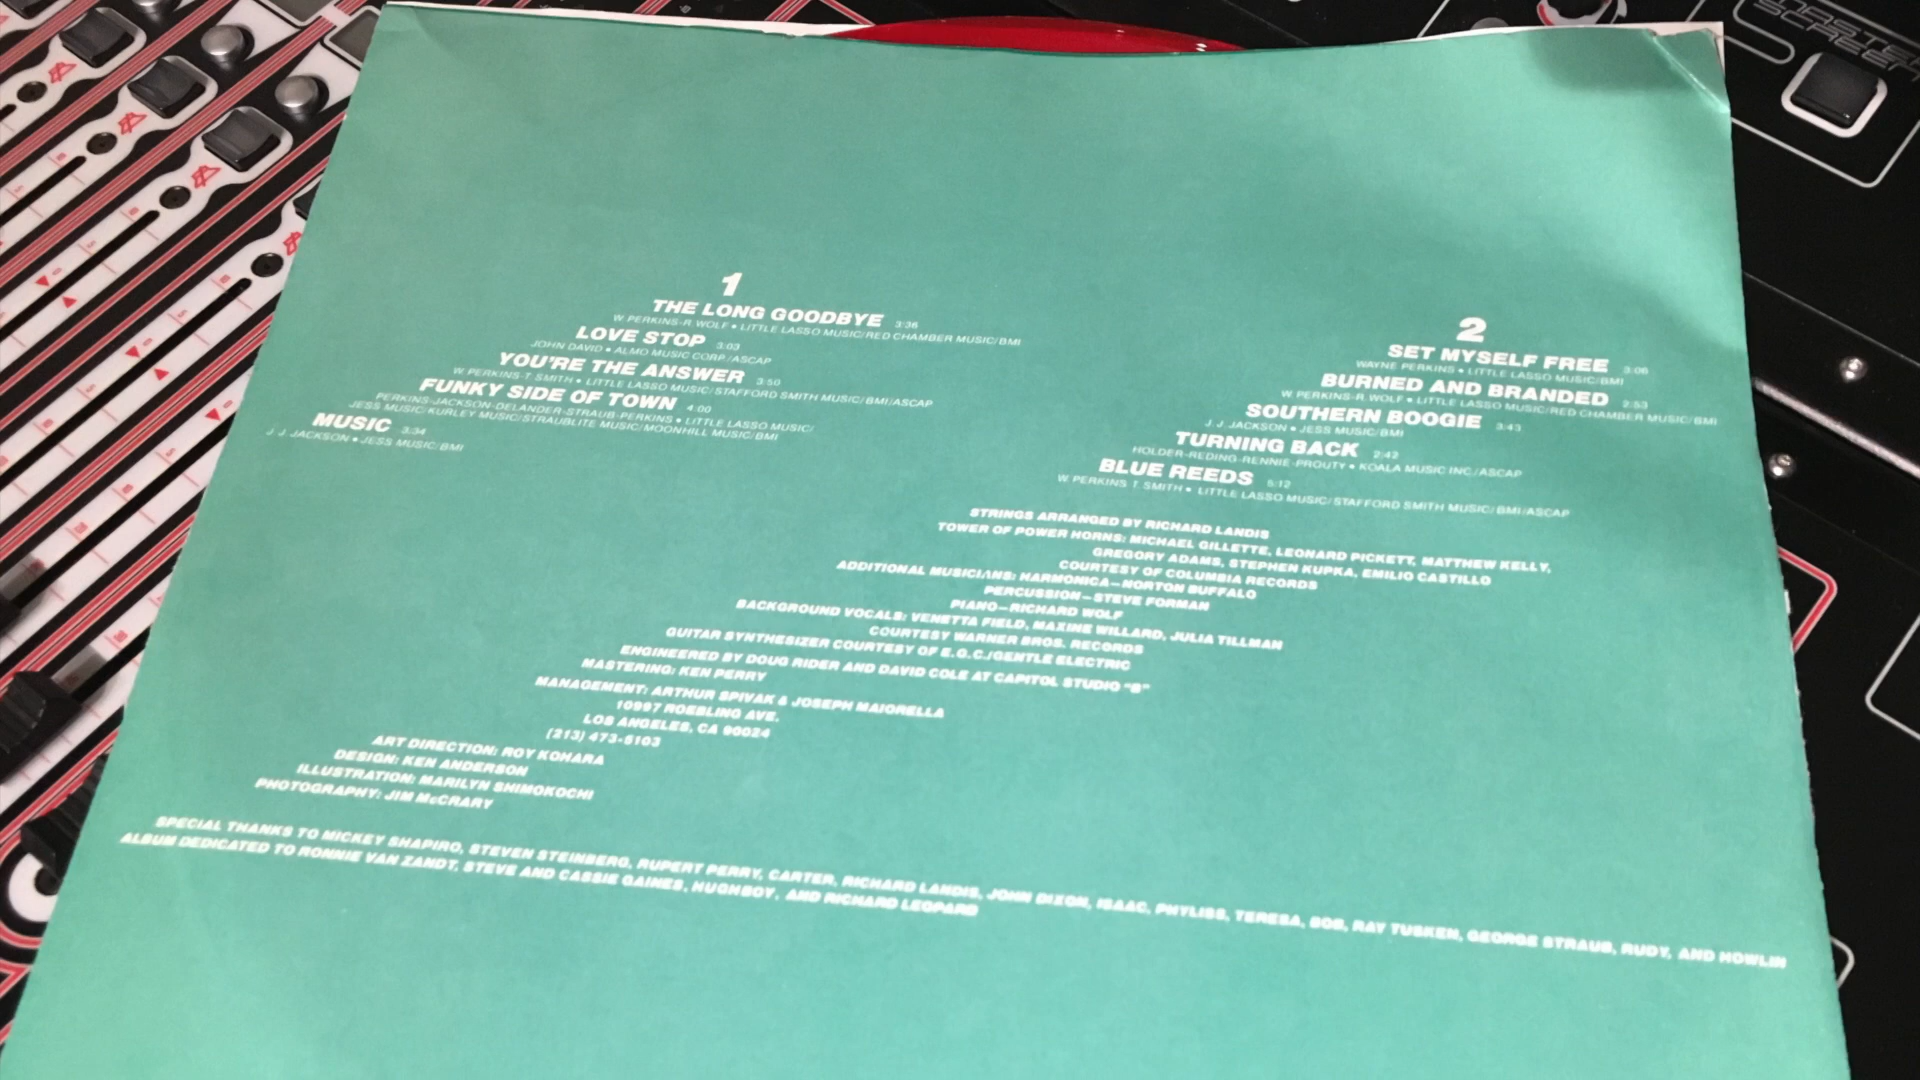 1
THE LONG GOODBYE 3:36
W. PERKINS-R. WOLF • LITTLE LASSO MUSIC/RED CHAMBER MUSIC/BMI
LOVE STOP 3:03
JOHN DAVID • ALMO MUSIC CORP./ASCAP
YOU'RE THE ANSWER 3:50
W. PERKINS-T. SMITH • LITTLE LASSO MUSIC/STAFFORD SMITH MUSIC/BMI/ASCAP
FUNKY SIDE OF TOWN 4:00
PERKINS-JACKSON-DELANDER-STRAUB-PERKINS • LITTLE LASSO MUSIC/
JESS MUSIC/KURLEY MUSIC/STRAUBLITE MUSIC/MOONHILL MUSIC/BMI
MUSIC 3:34
J. J. JACKSON • JESS MUSIC/BMI
2
SET MYSELF FREE 3:06
WAYNE PERKINS • LITTLE LASSO MUSIC/BMI
BURNED AND BRANDED 2:53
W. PERKINS-R. WOLF • LITTLE LASSO MUSIC/RED CHAMBER MUSIC/BMI
SOUTHERN BOOGIE 3:43
J. J. JACKSON • JESS MUSIC/BMI
TURNING BACK 2:42
HOLDER-REDING-RENNIE-PROUTY • KOALA MUSIC INC./ASCAP
BLUE REEDS 5:12
W. PERKINS T. SMITH • LITTLE LASSO MUSIC/STAFFORD SMITH MUSIC/BMI/ASCAP
STRINGS ARRANGED BY RICHARD LANDIS
TOWER OF POWER HORNS: MICHAEL GILLETTE, LEONARD PICKETT, MATTHEW KELLY,
GREGORY ADAMS, STEPHEN KUPKA, EMILIO CASTILLO
COURTESY OF COLUMBIA RECORDS
ADDITIONAL MUSICIANS: HARMONICA—NORTON BUFFALO
PERCUSSION—STEVE FORMAN
PIANO—RICHARD WOLF
BACKGROUND VOCALS: VENETTA FIELD, MAXINE WILLARD, JULIA TILLMAN
COURTESY WARNER BROS. RECORDS
GUITAR SYNTHESIZER COURTESY OF E.G.C./GENTLE ELECTRIC
ENGINEERED BY DOUG RIDER AND DAVID COLE AT CAPITOL STUDIO "B"
MASTERING: KEN PERRY
MANAGEMENT: ARTHUR SPIVAK & JOSEPH MAIORELLA
10997 ROEBLING AVE.
LOS ANGELES, CA 90024
(213) 473-5103
ART DIRECTION: ROY KOHARA
DESIGN: KEN ANDERSON
ILLUSTRATION: MARILYN SHIMOKOCHI
PHOTOGRAPHY: JIM McCRARY
SPECIAL THANKS TO MICKEY SHAPIRO, STEVEN STEINBERG, RUPERT PERRY, CARTER, RICHARD LANDIS, JOHN DIXON, ISAAC, PHYLISS, TERESA, BOB, RAY TUSKEN, GEORGE STRAUB, RUDY, AND HOWLIN
ALBUM DEDICATED TO RONNIE VAN ZANDT, STEVE AND CASSIE GAINES, HUGHBOY, AND RICHARD LEOPARD